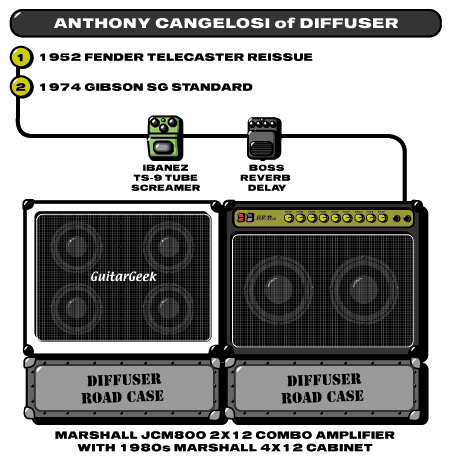 ANTHONY CANGELOSI of DIFFUSER
1 1952 FENDER TELECASTER REISSUE
2 1974 GIBSON SG STANDARD
IBANEZ
TS-9 TUBE
SCREAMER
BOSS
REVERB
DELAY
GuitarGeek
DIFFUSER
ROAD CASE
DIFFUSER
ROAD CASE
MARSHALL JCM800 2X12 COMBO AMPLIFIER
WITH 1980s MARSHALL 4X12 CABINET